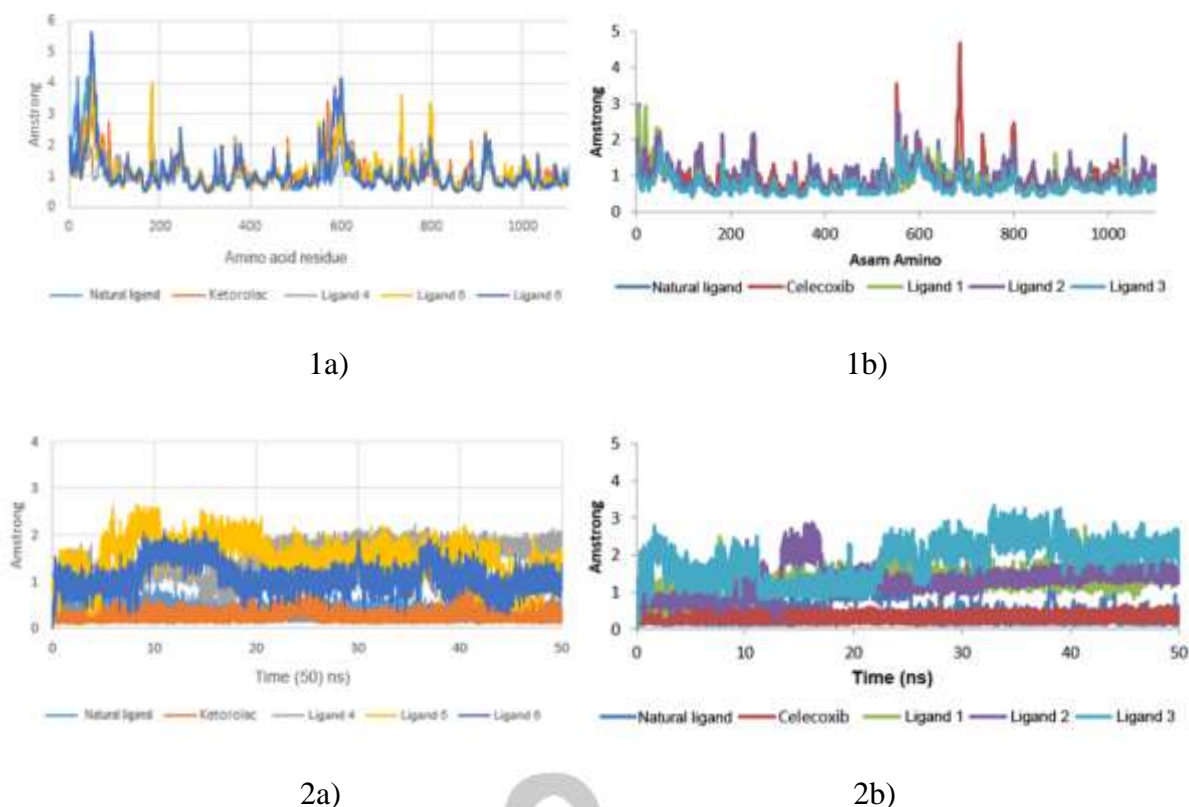 6
5
4
3
2
1
0
Amstrong
0 200 400 600 800 1000
Amino acid residue
Natural ligand Ketorolac Ligand 4 Ligand 5 Ligand 6
1a)
5
4
3
2
1
0
Amstrong
0 200 400 600 800 1000
Asam Amino
Natural ligand Celecoxib Ligand 1 Ligand 2 Ligand 3
1b)
4
3
2
1
0
Amstrong
0 10 20 30 40 50
Time (50) ns)
Natural ligand Ketorolac Ligand 4 Ligand 5 Ligand 6
2a)
5
4
3
2
1
0
Amstrong
0 10 20 30 40 50
Time (ns)
Natural ligand Celecoxib Ligand 1 Ligand 2 Ligand 3
2b)